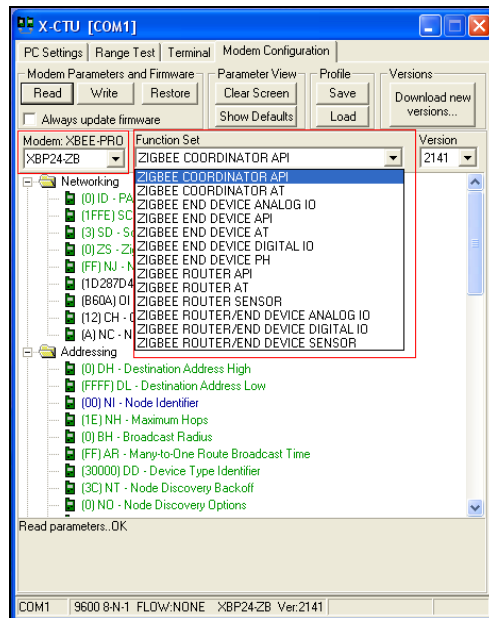 X-CTU [COM1]
PC Settings Range Test Terminal Modem Configuration
Modem Parameters and Firmware Parameter View Profile Versions
Read Write Restore Clear Screen Save Download new versions...
Always update firmware Show Defaults Load
Modem: XBEE-PRO Function Set Version
XBP24-ZB ZIGBEE COORDINATOR API 2141
ZIGBEE COORDINATOR API
ZIGBEE COORDINATOR AT
ZIGBEE END DEVICE ANALOG IO
ZIGBEE END DEVICE API
ZIGBEE END DEVICE AT
ZIGBEE END DEVICE DIGITAL IO
ZIGBEE END DEVICE PH
ZIGBEE ROUTER API
ZIGBEE ROUTER AT
ZIGBEE ROUTER SENSOR
ZIGBEE ROUTER/END DEVICE ANALOG IO
ZIGBEE ROUTER/END DEVICE DIGITAL IO
ZIGBEE ROUTER/END DEVICE SENSOR
Networking
(0) ID - PA
(1FFE) SC
(3) SD - S
(0) ZS - Zi
(FF) NJ - N
(1D287D4
(B60A) OI
(12) CH -
(A) NC - N
Addressing
(0) DH - Destination Address High
(FFFF) DL - Destination Address Low
(00) NI - Node Identifier
(1E) NH - Maximum Hops
(0) BH - Broadcast Radius
(FF) AR - Many-to-One Route Broadcast Time
(30000) DD - Device Type Identifier
(3C) NT - Node Discovery Backoff
(0) NO - Node Discovery Options
Read parameters..OK
COM1 9600 8-N-1 FLOW:NONE XBP24-ZB Ver:2141